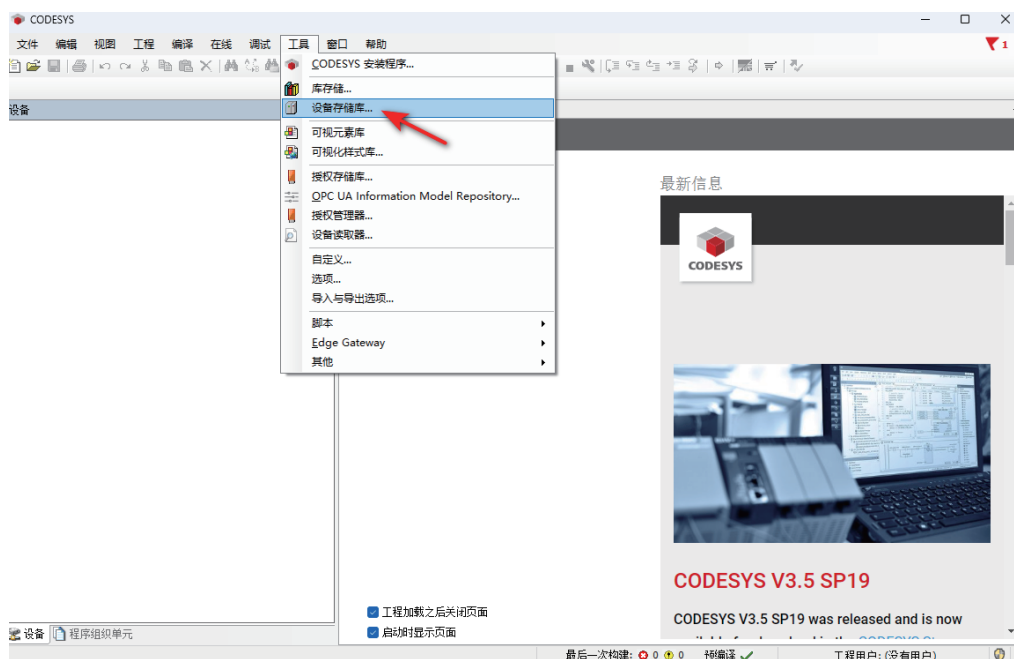 CODESYS
文件 编辑 视图 工程 编译 在线 调试 工具 窗口 帮助
1
CODESYS 安装程序...
库存储...
设备存储库...
可视元素库
可视化样式库...
授权存储库...
OPC UA Information Model Repository...
授权管理器...
设备读取器...
自定义...
选项...
导入与导出选项...
脚本
Edge Gateway
其他
设备
最新信息
CODESYS
CODESYS V3.5 SP19
CODESYS V3.5 SP19 was released and is now
工程加载之后关闭页面
启动时显示页面
设备 程序组织单元
最后一次构建: 0 0 预编译 工程用户: (没有用户)